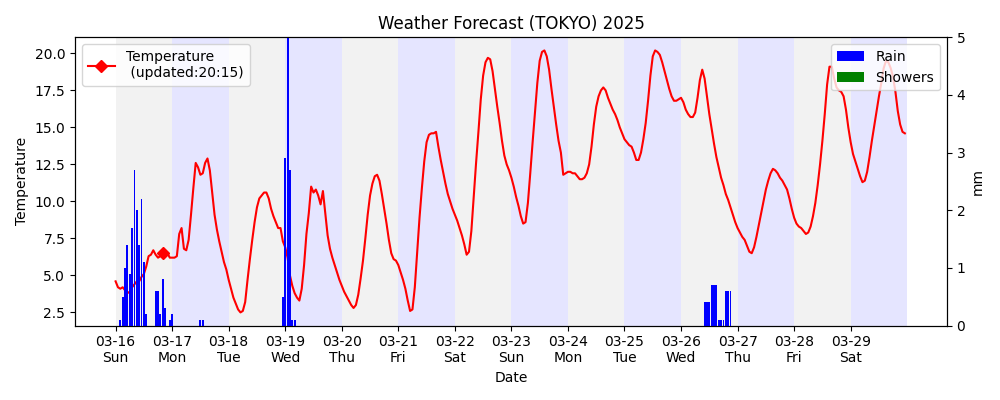 Weather Forecast (TOKYO) 2025
Temperature
(updated:20:15)
Rain
Showers
Temperature
20.0
17.5
15.0
12.5
10.0
7.5
5.0
2.5
5
4
3
2
1
0
mm
03-16 03-17 03-18 03-19 03-20 03-21 03-22 03-23 03-24 03-25 03-26 03-27 03-28 03-29
Sun Mon Tue Wed Thu Fri Sat Sun Mon Tue Wed Thu Fri Sat
Date